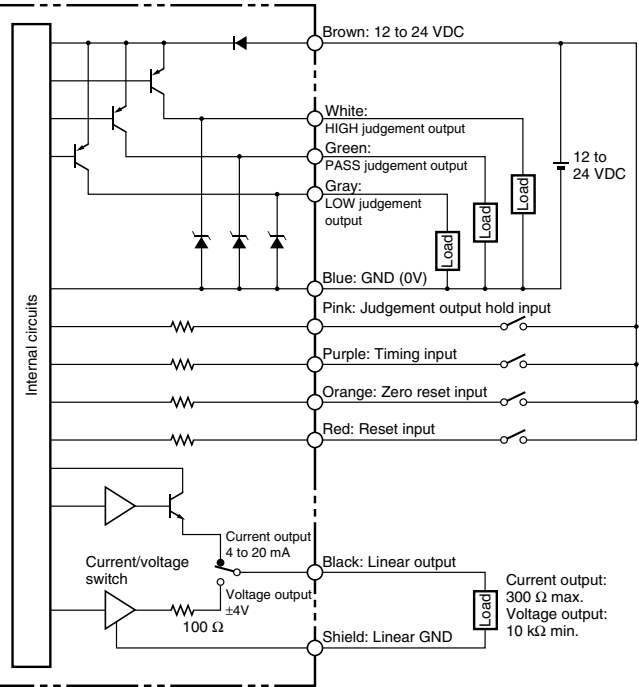 Brown: 12 to 24 VDC
White:
HIGH judgement output
Green:
PASS judgement output
Gray:
LOW judgement
output
12 to
24 VDC
Load
Load
Load
Blue: GND (0V)
Internal circuits
Pink: Judgement output hold input
Purple: Timing input
Orange: Zero reset input
Red: Reset input
Current output
4 to 20 mA
Current/voltage
switch
Black: Linear output
Voltage output
±4V
100 Ω
Load
Current output:
300 Ω max.
Voltage output:
10 kΩ min.
Shield: Linear GND